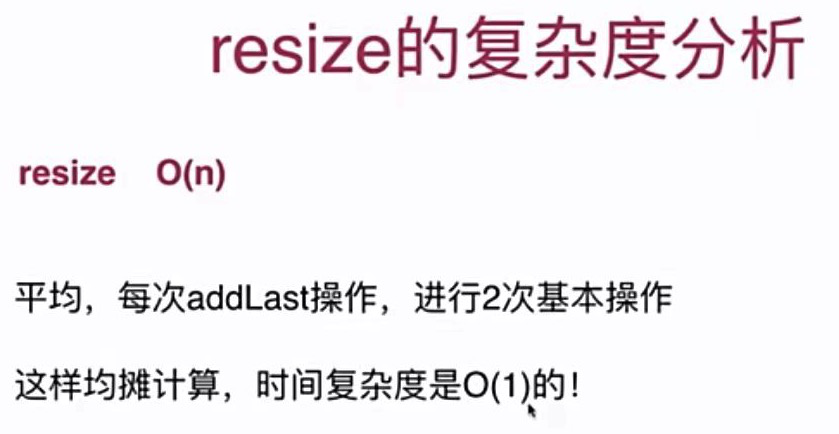 resize的复杂度分析
resize O(n)
平均，每次addLast操作，进行2次基本操作
这样均摊计算，时间复杂度是O(1)的！